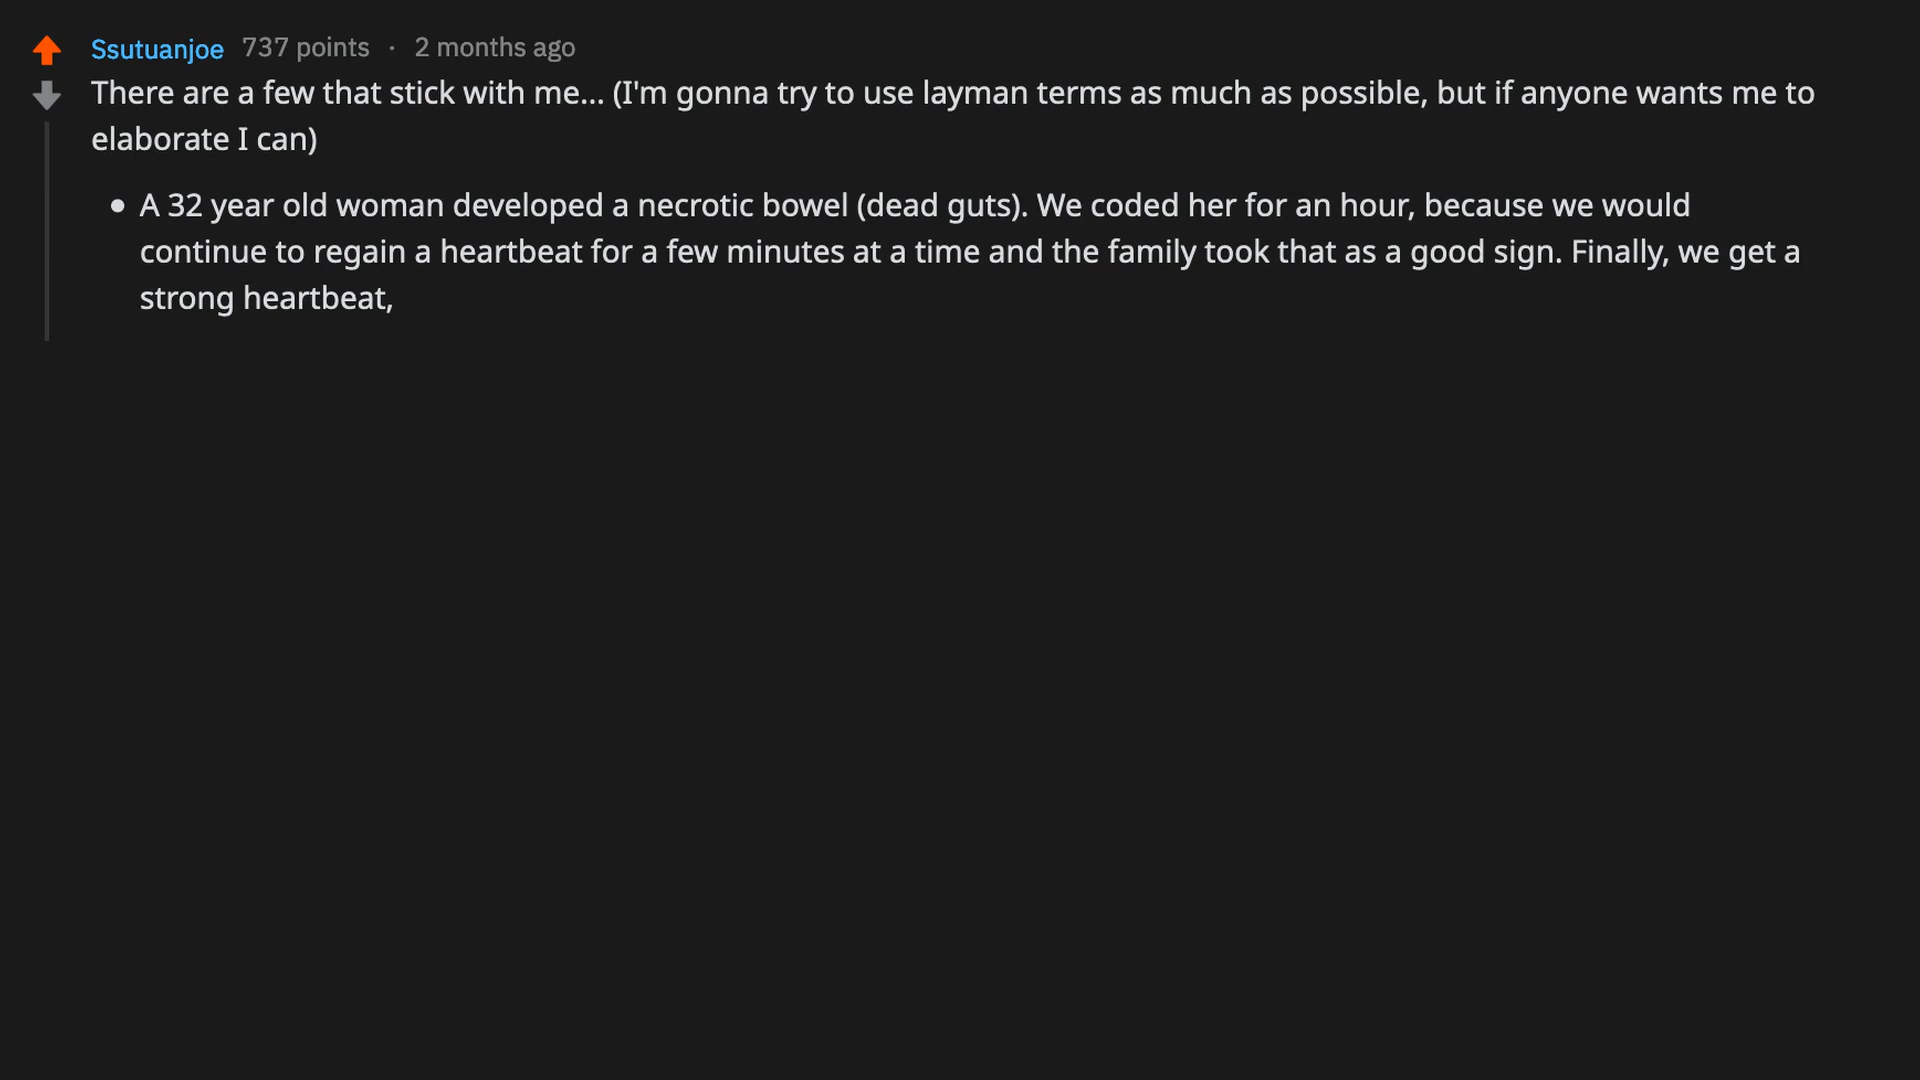 Ssutuanjoe 737 points · 2 months ago
There are a few that stick with me... (I'm gonna try to use layman terms as much as possible, but if anyone wants me to
elaborate I can)
• A 32 year old woman developed a necrotic bowel (dead guts). We coded her for an hour, because we would
continue to regain a heartbeat for a few minutes at a time and the family took that as a good sign. Finally, we get a
strong heartbeat,